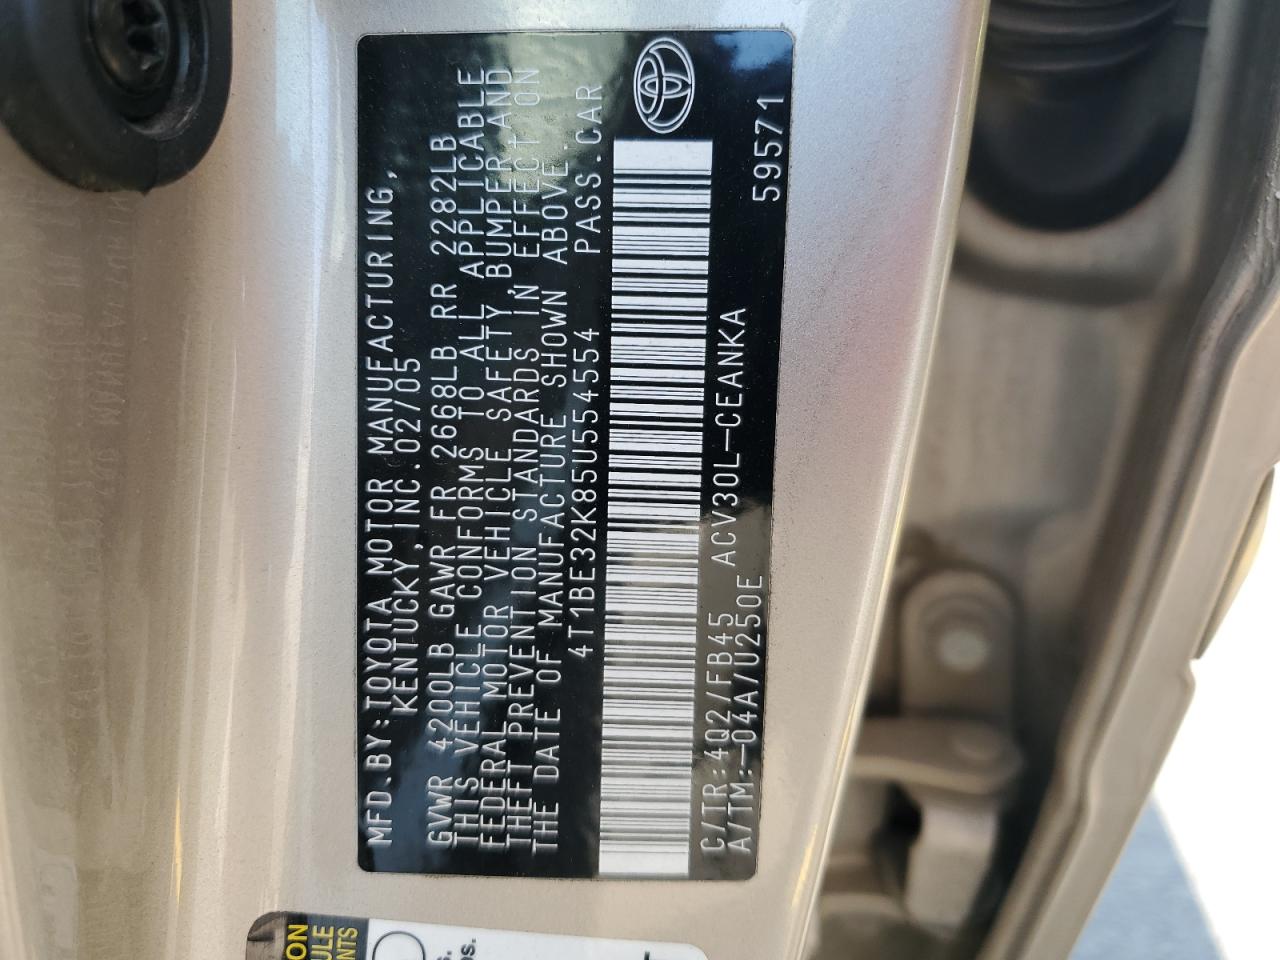 MFD.BY:TOYOTA MOTOR MANUFACTURING,
KENTUCKY,INC.02/05
GVWR 4200LB GAWR FR 2668LB RR 2282LB
THIS VEHICLE CONFORMS TO ALL APPLICABLE
FEDERAL MOTOR VEHICLE SAFETY,BUMPER,AND
THEFT PREVENTION STANDARDS IN EFFECT ON
THE DATE OF MANUFACTURE SHOWN ABOVE.
4T1BE32K85U554554 PASS.CAR
C/TR:4Q2/FB45 ACV30L-CEANKA
A/TM:-04A/U250E
59571